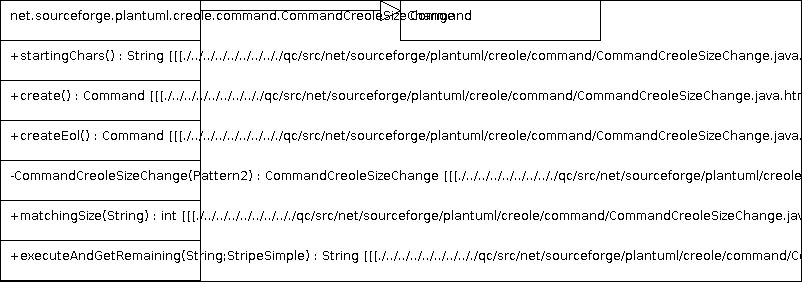 net.sourceforge.plantuml.creole.command.CommandCreoleSizeChange
Command
+startingChars() : String [[[./../../../../../../../../qc/src/net/sourceforge/plantuml/creole/command/CommandCreoleSizeChange.java.
+create() : Command [[[./../../../../../../../../qc/src/net/sourceforge/plantuml/creole/command/CommandCreoleSizeChange.java.htm
+createEol() : Command [[[./../../../../../../../../qc/src/net/sourceforge/plantuml/creole/command/CommandCreoleSizeChange.java.
-CommandCreoleSizeChange(Pattern2) : CommandCreoleSizeChange [[[./../../../../../../../../qc/src/net/sourceforge/plantuml/creole
+matchingSize(String) : int [[[./../../../../../../../../qc/src/net/sourceforge/plantuml/creole/command/CommandCreoleSizeChange.jav
+executeAndGetRemaining(String;StripeSimple) : String [[[./../../../../../../../../qc/src/net/sourceforge/plantuml/creole/command/Co